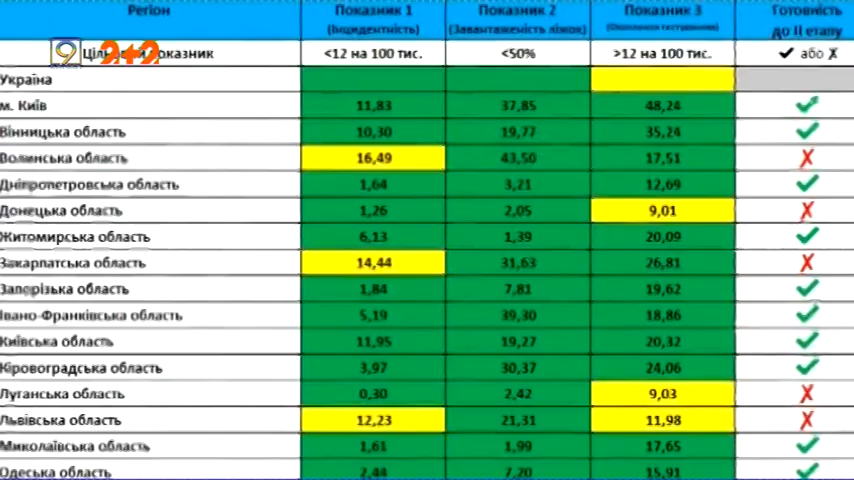 Регіон Показник 1 Показник 2 Показник 3 Готовність
(Інцидентність) (Завантаженість ліжок) (Охоплення тестуванням) до ІІ етапу
9 2+2 Цільовий показник <12 на 100 тис. <50% >12 на 100 тис. ✔ або ✗
Україна
м. Київ 11,83 37,85 48,24 ✔
Вінницька область 10,30 19,77 35,24 ✔
Волинська область 16,49 43,50 17,51 ✗
Дніпропетровська область 1,64 3,21 12,69 ✔
Донецька область 1,26 2,05 9,01 ✗
Житомирська область 6,13 1,39 20,09 ✔
Закарпатська область 14,44 31,63 26,81 ✗
Запорізька область 1,84 7,81 19,62 ✔
Івано-Франківська область 5,19 39,30 18,86 ✔
Київська область 11,95 19,27 20,32 ✔
Кіровоградська область 3,97 30,37 24,06 ✔
Луганська область 0,30 2,42 9,03 ✗
Львівська область 12,23 21,31 11,98 ✗
Миколаївська область 1,61 1,99 17,65 ✔
Одеська область 2,44 7,20 15,91 ✔